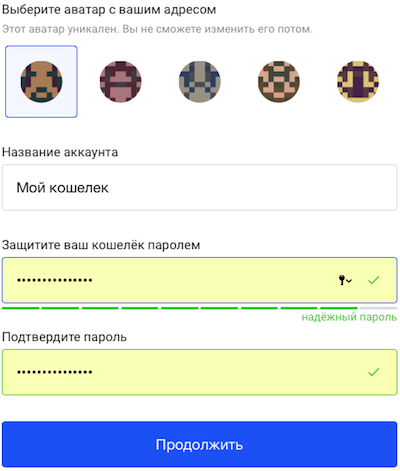 Выберите аватар с вашим адресом
Этот аватар уникален. Вы не сможете изменить его потом.
Название аккаунта
Мой кошелек
Защитите ваш кошелёк паролем
•••••••••••••••
надёжный пароль
Подтвердите пароль
•••••••••••••••
Продолжить